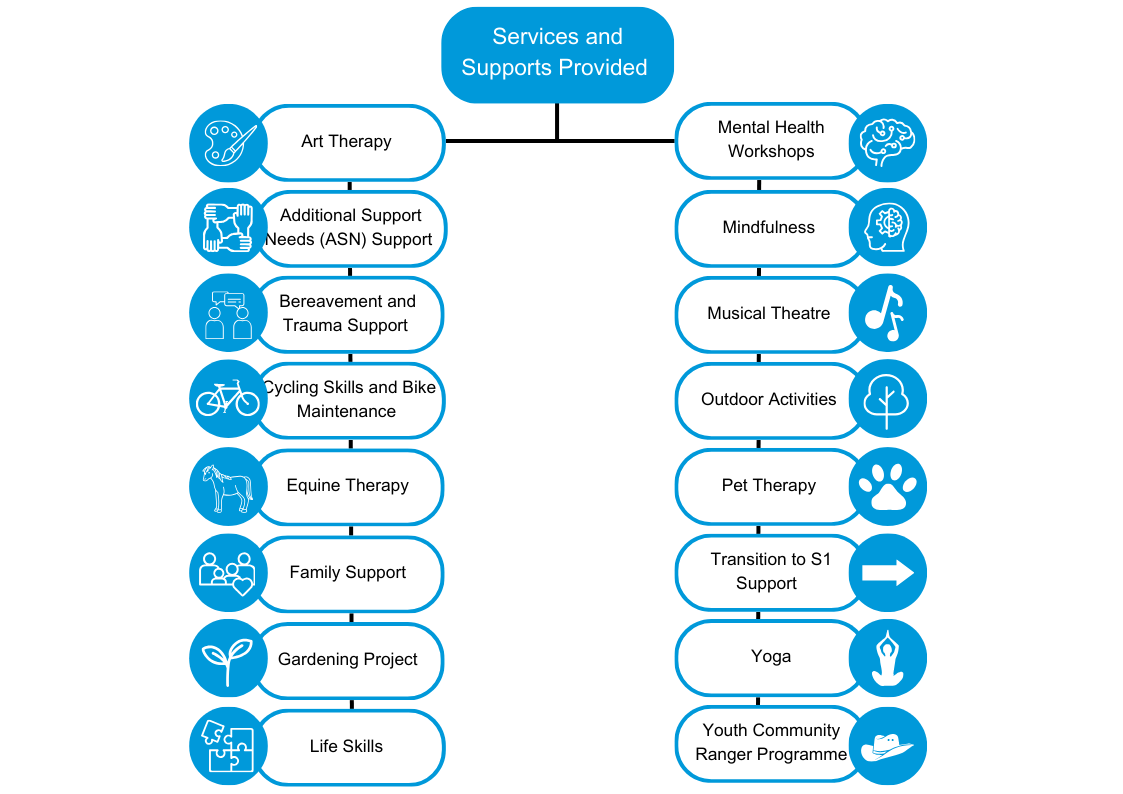 Services and
Supports Provided
Art Therapy
Additional Support
Needs (ASN) Support
Bereavement and
Trauma Support
Cycling Skills and Bike
Maintenance
Equine Therapy
Family Support
Gardening Project
Life Skills
Mental Health
Workshops
Mindfulness
Musical Theatre
Outdoor Activities
Pet Therapy
Transition to S1
Support
Yoga
Youth Community
Ranger Programme